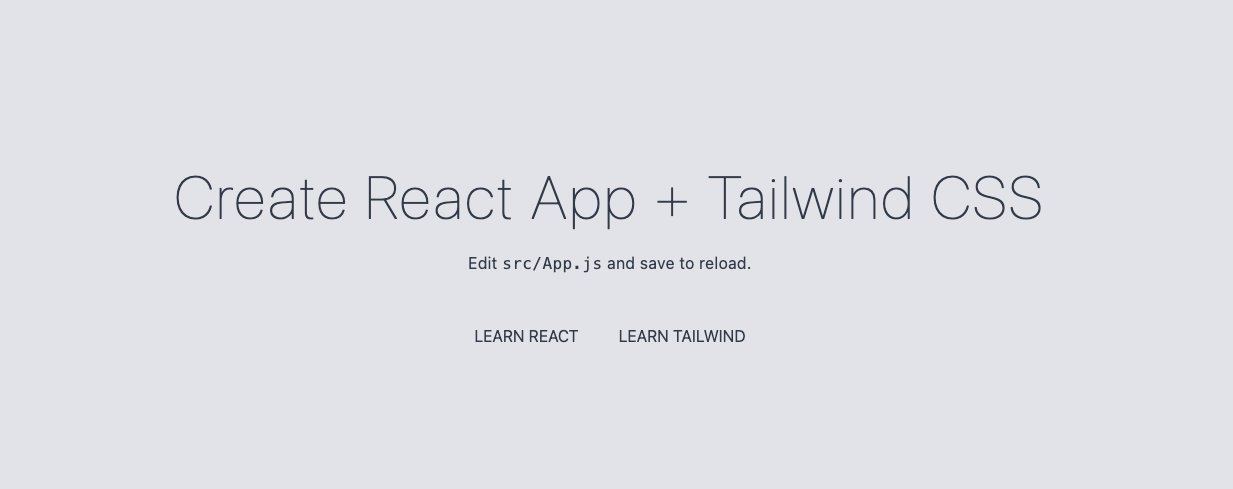 Create React App + Tailwind CSS
Edit src/App.js and save to reload.
LEARN REACT LEARN TAILWIND